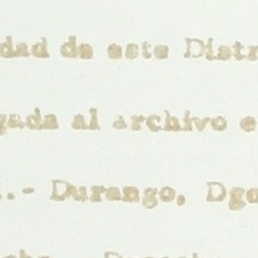 dad de este Distr
gada al archivo e
.- Durango, Dgo